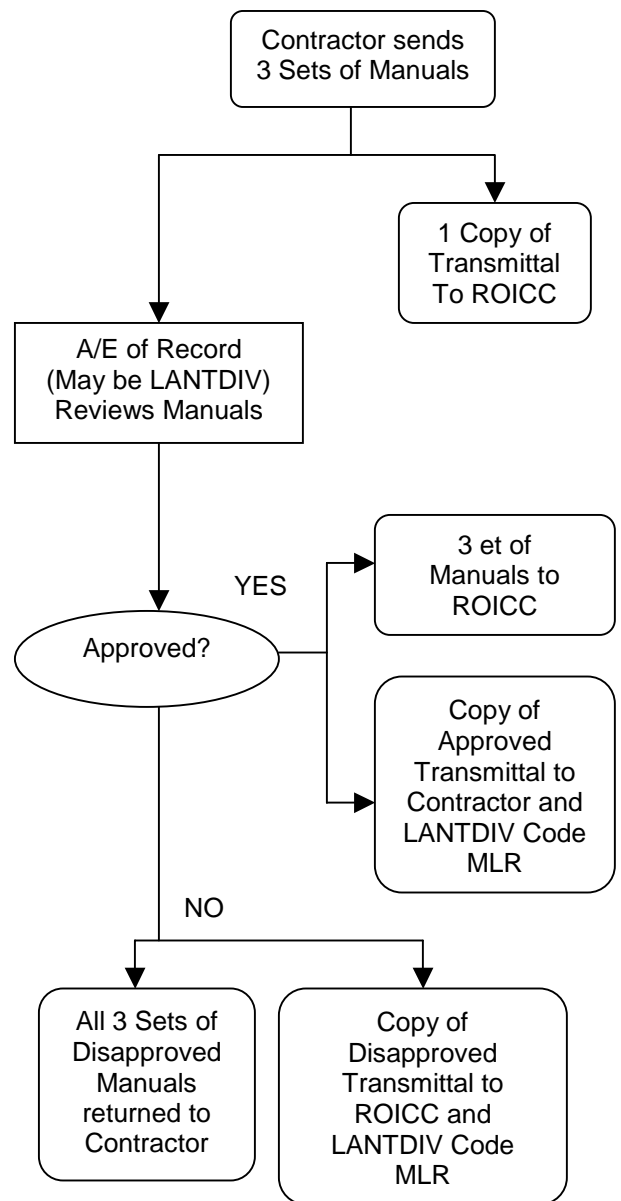 Contractor sends
3 Sets of Manuals
1 Copy of
Transmittal
To ROICC
A/E of Record
(May be LANTDIV)
Reviews Manuals
YES
3 et of
Manuals to
ROICC
Approved?
Copy of
Approved
Transmittal to
Contractor and
LANTDIV Code
MLR
NO
All 3 Sets of
Disapproved
Manuals
returned to
Contractor
Copy of
Disapproved
Transmittal to
ROICC and
LANTDIV Code
MLR